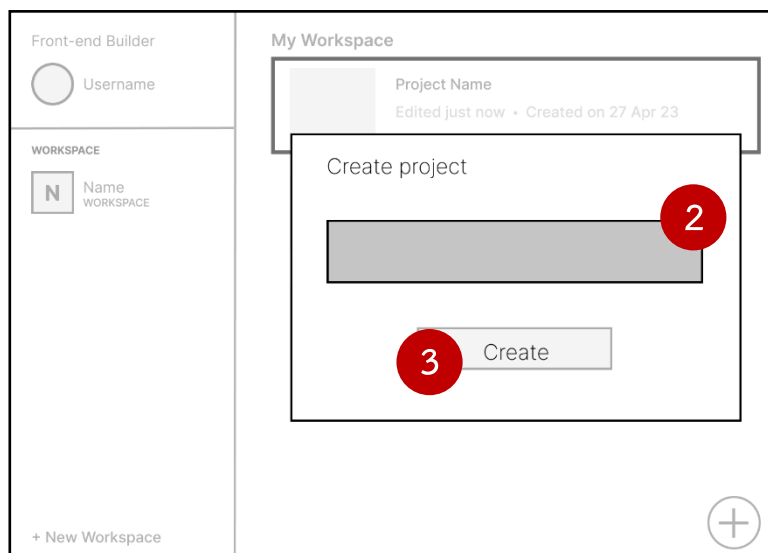 Front-end Builder
Username
WORKSPACE
N
Name
WORKSPACE
+ New Workspace
My Workspace
Project Name
Edited just now • Created on 27 Apr 23
Create project
2
3
Create